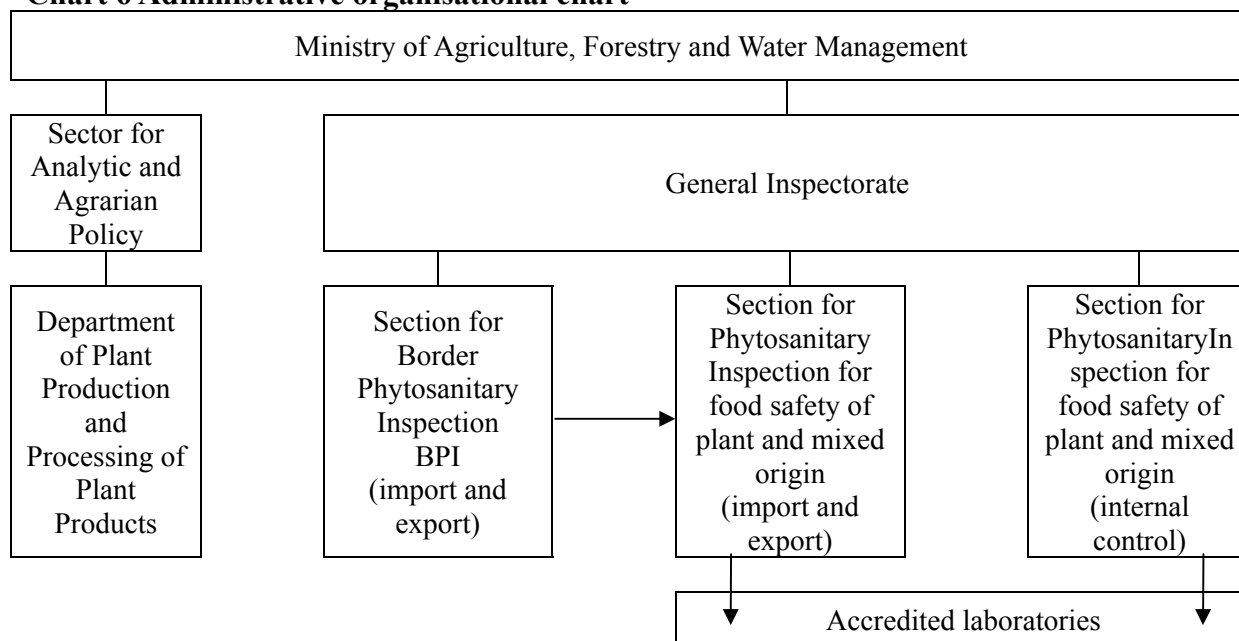 Chart 6 Administrative organisational chart
Ministry of Agriculture, Forestry and Water Management
Sector for
Analytic and
Agrarian
Policy
General Inspectorate
Department
of Plant
Production
and
Processing of
Plant
Products
Section for
Border
Phytosanitary
Inspection
BPI
(import and
export)
Section for
Phytosanitary
Inspection for
food safety of
plant and mixed
origin
(import and
export)
Section for
PhytosanitaryIn
spection for
food safety of
plant and mixed
origin
(internal
control)
Accredited laboratories